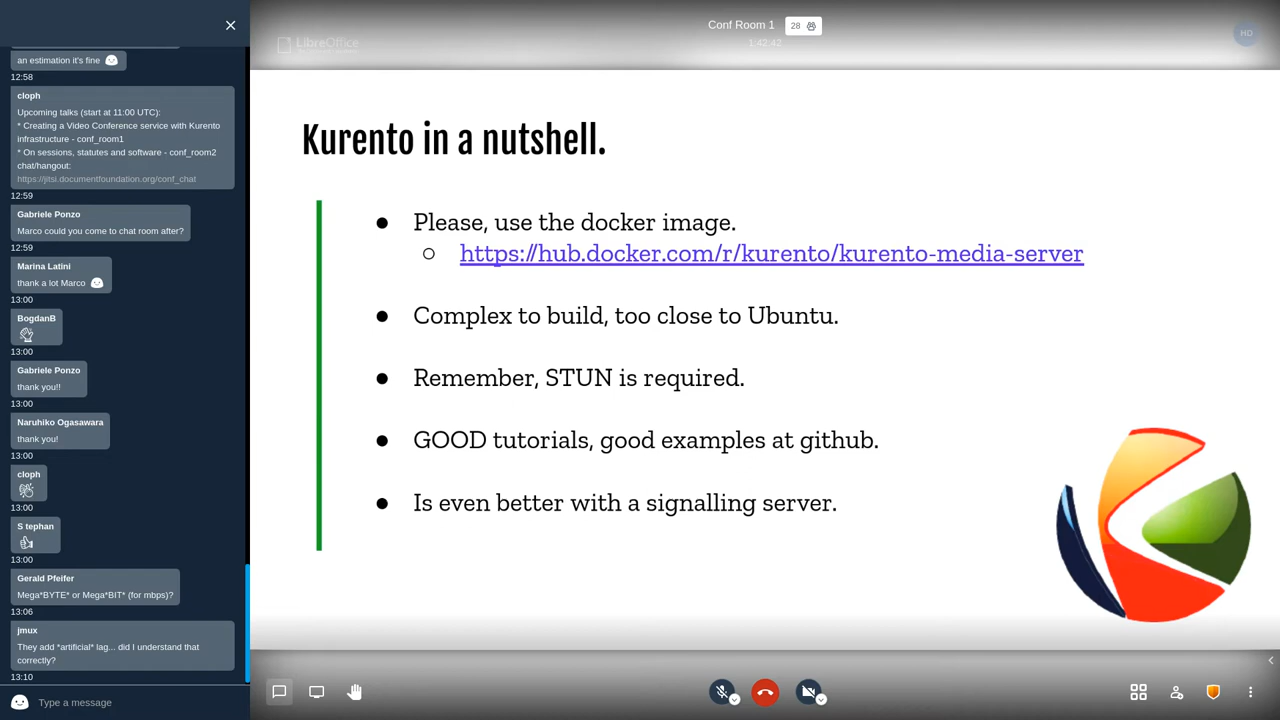 an estimation it's fine
12:58
cloph
Upcoming talks (start at 11:00 UTC):
* Creating a Video Conference service with Kurento
infrastructure - conf_room1
* On sessions, statutes and software - conf_room2
chat/hangout:
https://jitsi.documentfoundation.org/conf_chat
12:59
Gabriele Ponzo
Marco could you come to chat room after?
12:59
Marina Latini
thank a lot Marco
13:00
BogdanB
13:00
Gabriele Ponzo
thank you!!
13:00
Naruhiko Ogasawara
thank you!
13:00
cloph
13:00
S tephan
13:00
Gerald Pfeifer
Mega*BYTE* or Mega*BIT* (for mbps)?
13:06
jmux
They add *artificial* lag... did I understand that
correctly?
13:10
Type a message
Conf Room 1
28
1:42:42
HD
LibreOffice
Kurento in a nutshell.
● Please, use the docker image.
○ https://hub.docker.com/r/kurento/kurento-media-server
● Complex to build, too close to Ubuntu.
● Remember, STUN is required.
● GOOD tutorials, good examples at github.
● Is even better with a signalling server.